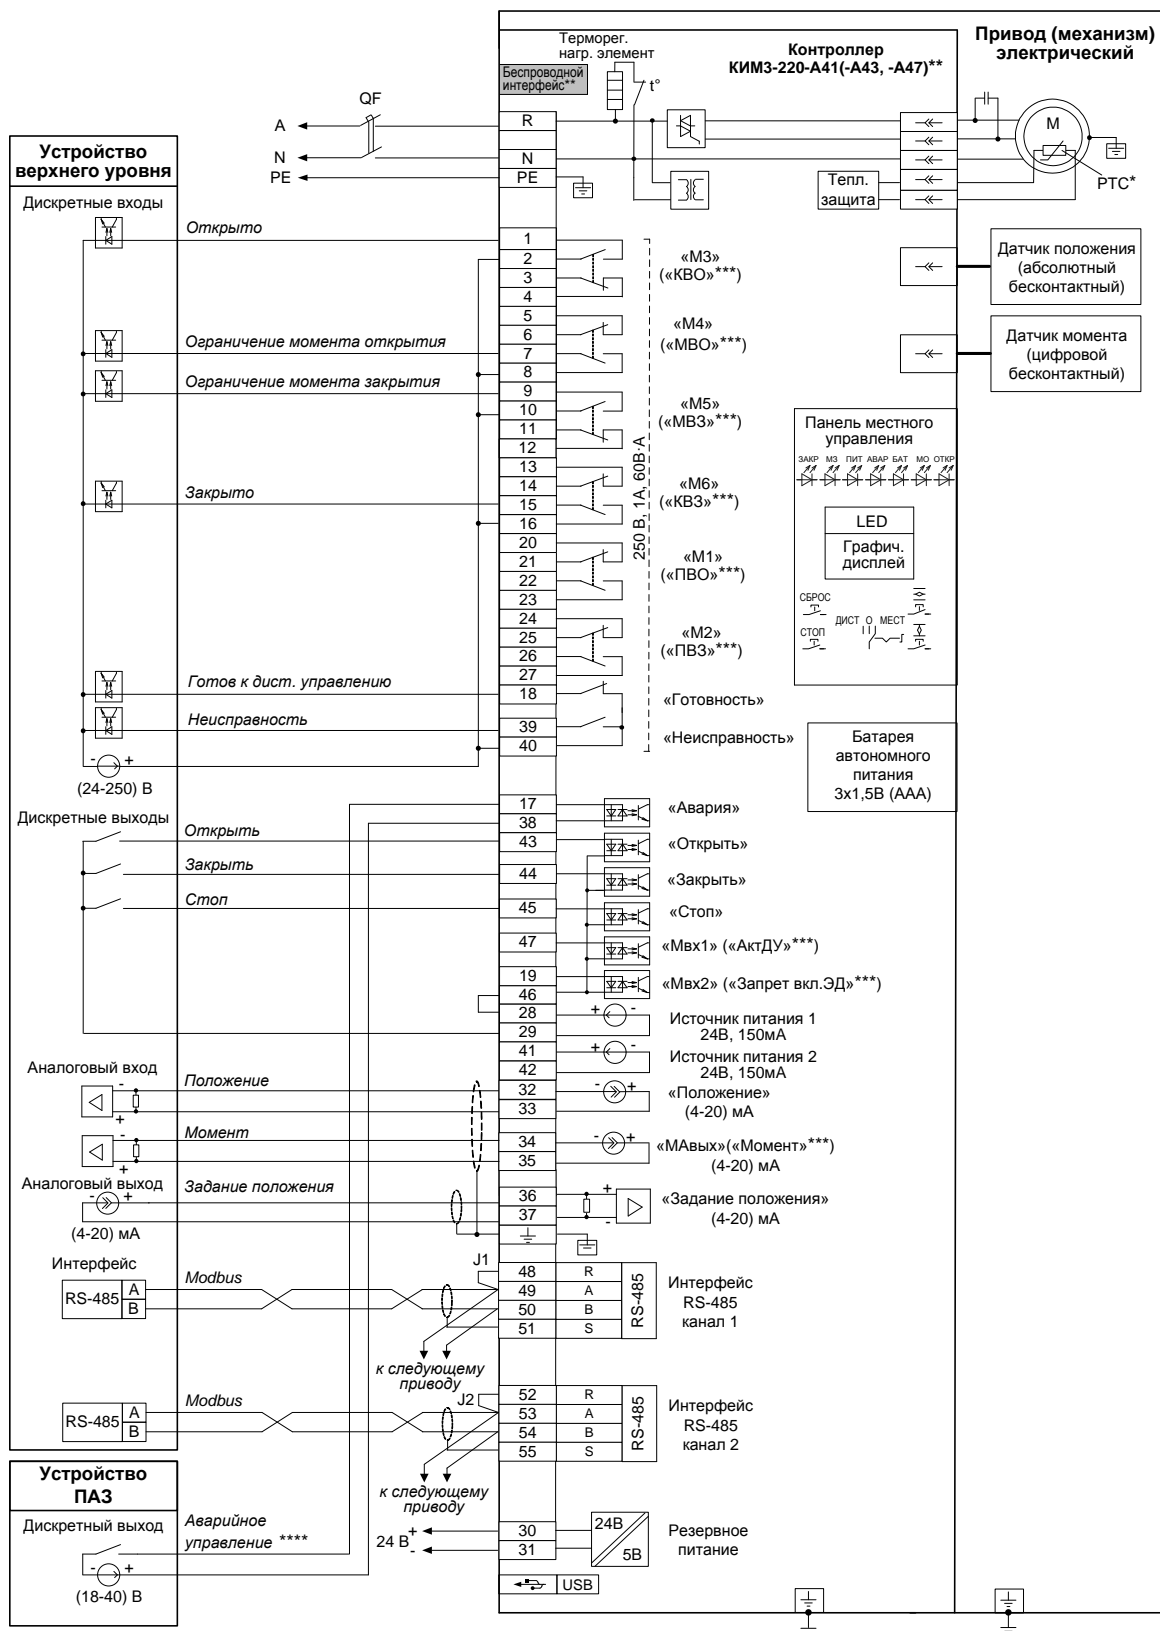 Привод (механизм)
электрический
Контроллер
КИМ3-220-А41(-А43, -А47)**
Терморег.
нагр. элемент
Беспроводной
интерфейс**
t°
QF
A
N
PE
R
N
PE
M
PTC*
Тепл.
защита
Устройство
верхнего уровня
Дискретные входы
Открыто
Ограничение момента открытия
Ограничение момента закрытия
Закрыто
Готов к дист. управлению
Неисправность
- +
(24-250) В
1
2
3
4
5
6
7
8
9
10
11
12
13
14
15
16
20
21
22
23
24
25
26
27
18
39
40
250 В, 1А, 60В·А
«М3»
(«КВО»***)
«М4»
(«МВО»***)
«М5»
(«МВЗ»***)
«М6»
(«КВЗ»***)
«М1»
(«ПВО»***)
«М2»
(«ПВЗ»***)
«Готовность»
«Неисправность»
Датчик положения
(абсолютный
бесконтактный)
Датчик момента
(цифровой
бесконтактный)
Панель местного
управления
ЗАКР МЗ ПИТ АВАР БАТ МО ОТКР
LED
Графич.
дисплей
СБРОС
СТОП
ДИСТ О МЕСТ
Батарея
автономного
питания
3х1,5В (ААА)
Дискретные выходы
Открыть
Закрыть
Стоп
17
38
43
44
45
47
19
46
28
29
41
42
32
33
34
35
36
37
«Авария»
«Открыть»
«Закрыть»
«Стоп»
«Мвх1» («АктДУ»***)
«Мвх2» («Запрет вкл.ЭД»***)
+ -
Источник питания 1
24В, 150мА
+ -
Источник питания 2
24В, 150мА
- +
«Положение»
(4-20) мА
- +
«МАвых»(«Момент»***)
(4-20) мА
+
-
«Задание положения»
(4-20) мА
Аналоговый вход
-
+
Положение
-
+
Момент
Аналоговый выход
- +
Задание положения
(4-20) мА
Интерфейс
RS-485
A
B
Modbus
J1
48 R
49 A
50 B
51 S
RS-485
Интерфейс
RS-485
канал 1
к следующему
приводу
RS-485
A
B
Modbus
J2
52 R
53 A
54 B
55 S
RS-485
Интерфейс
RS-485
канал 2
к следующему
приводу
Устройство
ПАЗ
Дискретный выход
Аварийное
управление ****
- +
(18-40) В
24 В
+
-
30
31
24В
5В
Резервное
питание
USB